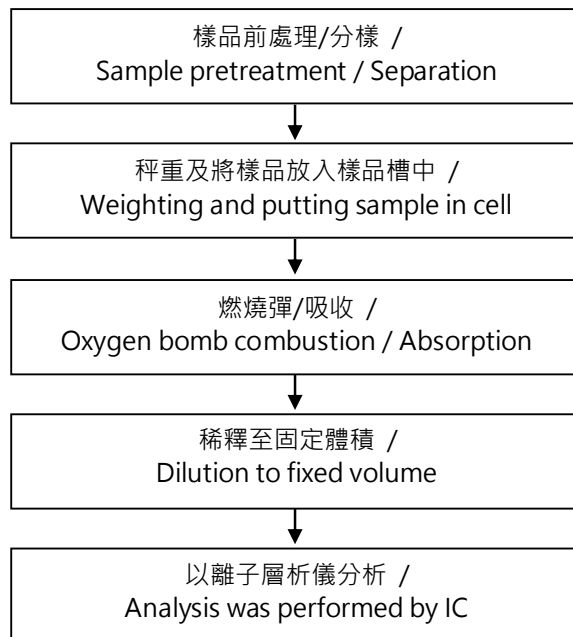 樣品前處理/分樣 /
Sample pretreatment / Separation
秤重及將樣品放入樣品槽中 /
Weighting and putting sample in cell
燃燒彈/吸收 /
Oxygen bomb combustion / Absorption
稀釋至固定體積 /
Dilution to fixed volume
以離子層析儀分析 /
Analysis was performed by IC